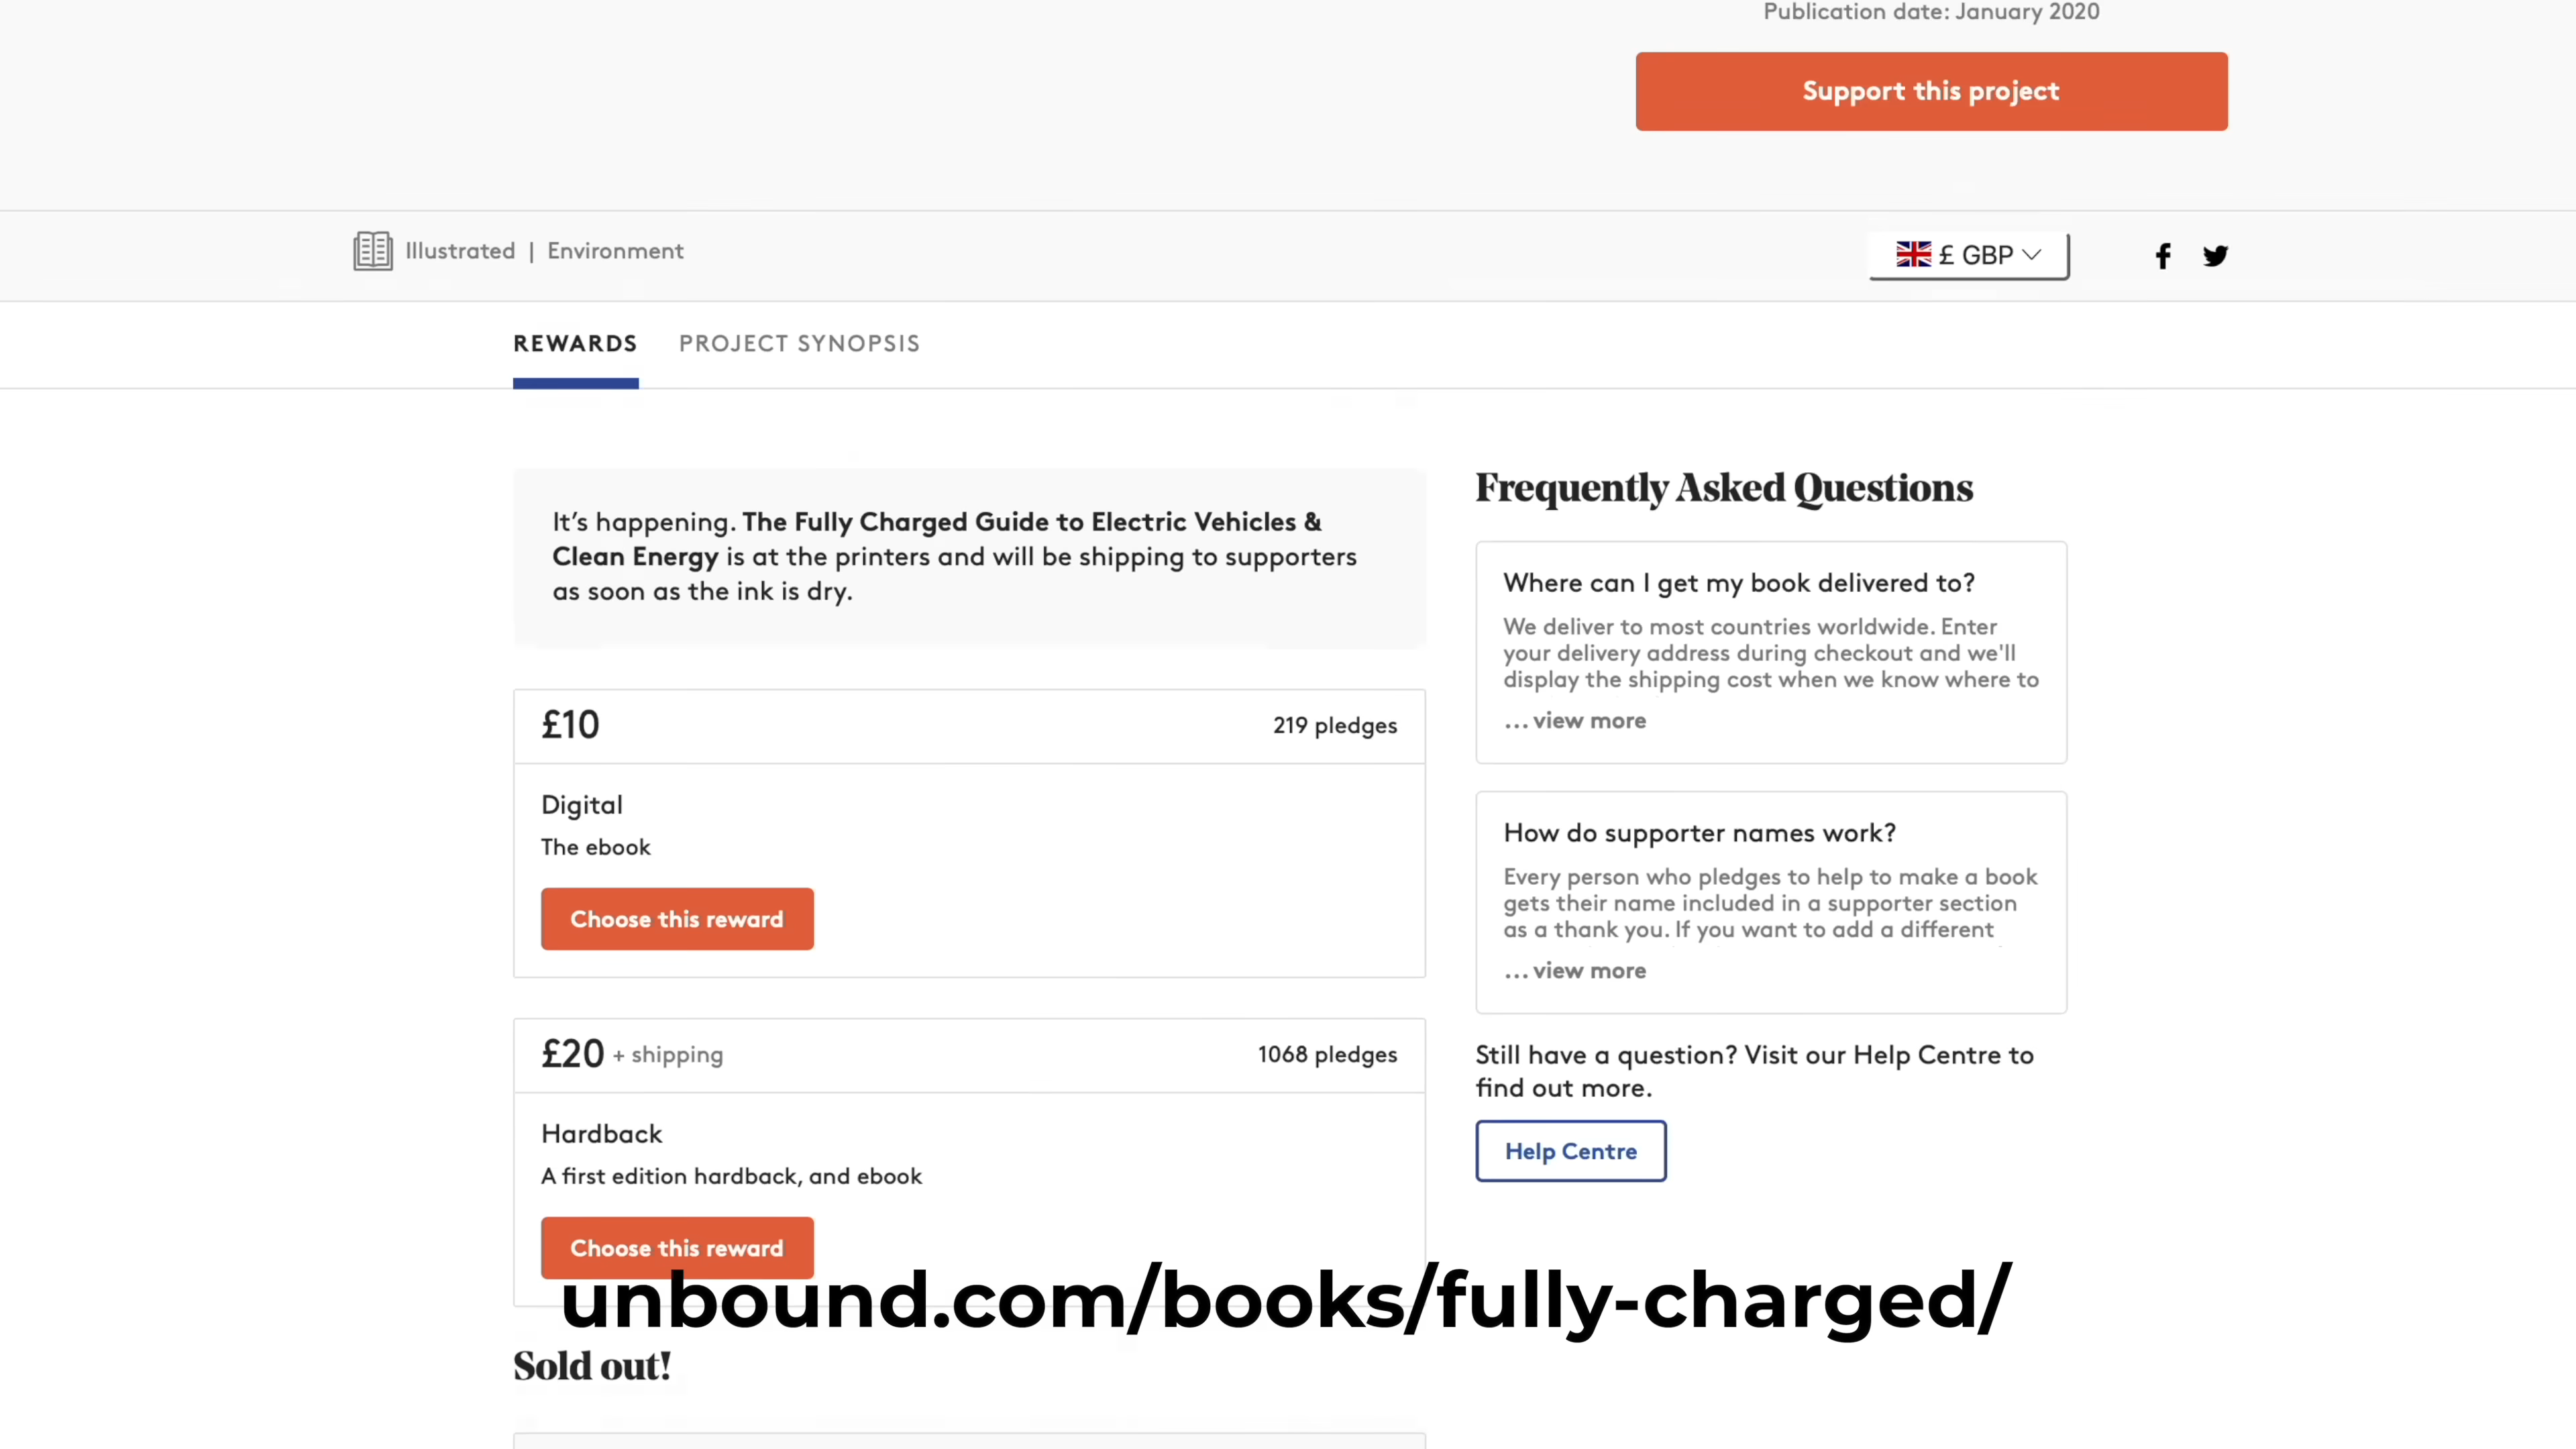 Publication date: January 2020
Support this project
Illustrated | Environment
£ GBP
REWARDS
PROJECT SYNOPSIS
It's happening. The Fully Charged Guide to Electric Vehicles &
Clean Energy is at the printers and will be shipping to supporters
as soon as the ink is dry.
£10
219 pledges
Digital
The ebook
Choose this reward
£20 + shipping
1068 pledges
Hardback
A first edition hardback, and ebook
Choose this reward
Sold out!
Frequently Asked Questions
Where can I get my book delivered to?
We deliver to most countries worldwide. Enter
your delivery address during checkout and we'll
display the shipping cost when we know where to
... view more
How do supporter names work?
Every person who pledges to help to make a book
gets their name included in a supporter section
as a thank you. If you want to add a different
... view more
Still have a question? Visit our Help Centre to
find out more.
Help Centre
unbound.com/books/fully-charged/